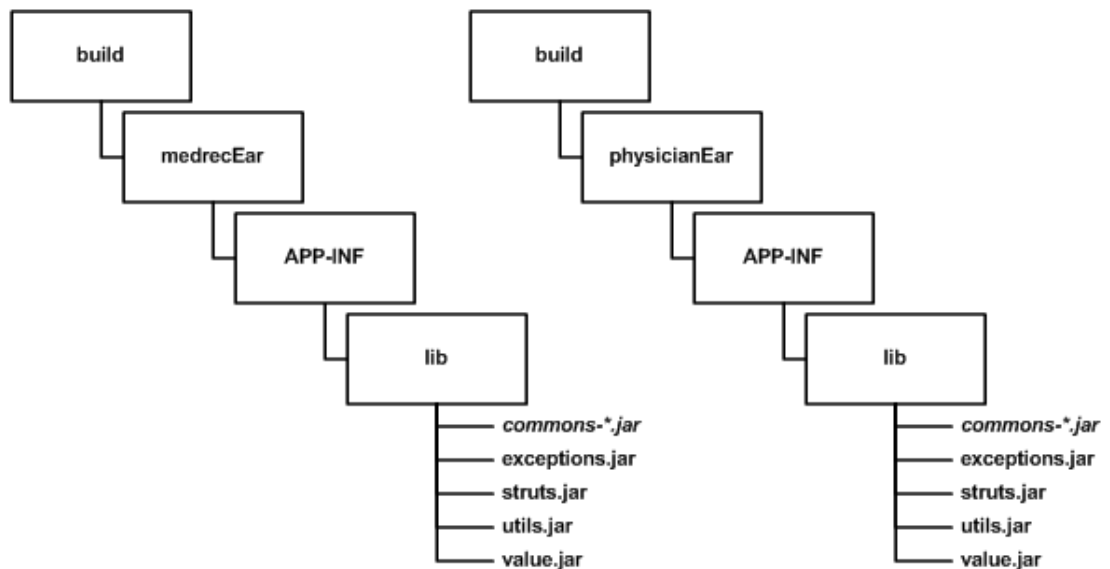 build
medrecEar
APP-INF
lib
commons-*.jar
exceptions.jar
struts.jar
utils.jar
value.jar
build
physicianEar
APP-INF
lib
commons-*.jar
exceptions.jar
struts.jar
utils.jar
value.jar